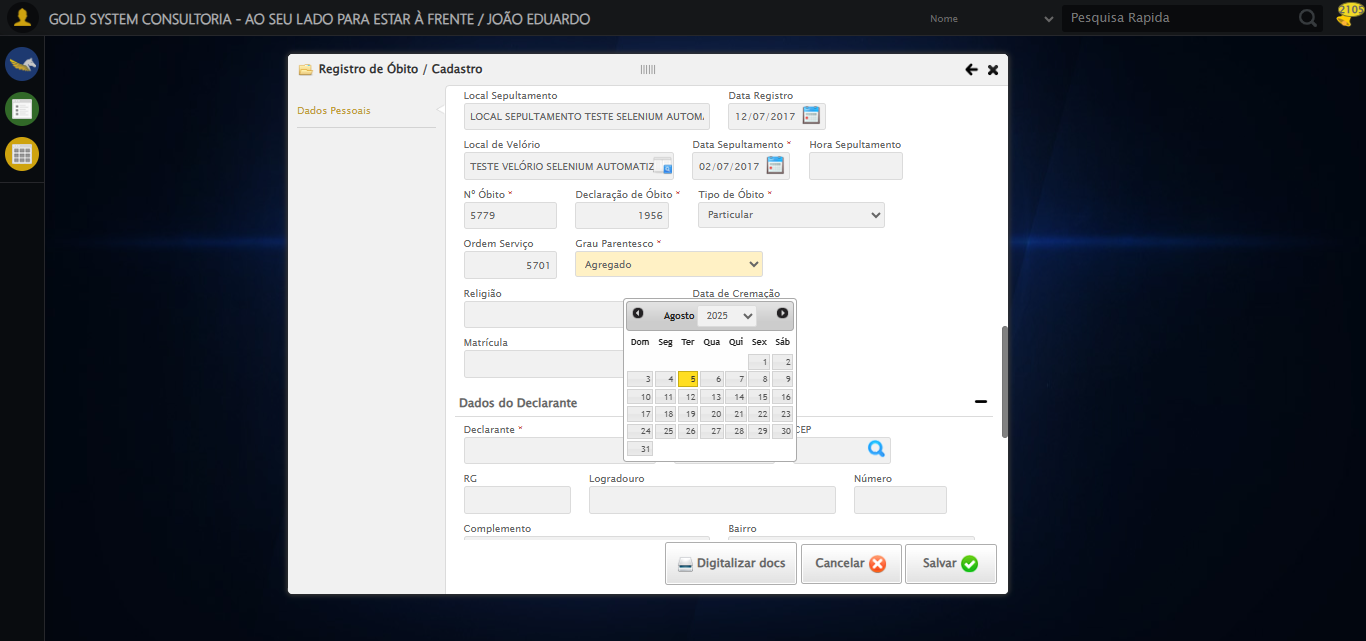 GOLD SYSTEM CONSULTORIA - AO SEU LADO PARA ESTAR À FRENTE / JOÃO EDUARDO
Nome
Pesquisa Rapida
2105
Registro de Óbito / Cadastro
Dados Pessoais
Local Sepultamento Data Registro
LOCAL SEPULTAMENTO TESTE SELENIUM AUTOM 12/07/2017
Local de Velório Data Sepultamento * Hora Sepultamento
TESTE VELÓRIO SELENIUM AUTOMATIZ 02/07/2017
Nº Óbito * Declaração de Óbito * Tipo de Óbito *
5779 1956 Particular
Ordem Serviço Grau Parentesco *
5701 Agregado
Religião Data de Cremação
Agosto 2025
Matrícula
Dom Seg Ter Qua Qui Sex Sáb
1 2
3 4 5 6 7 8 9
10 11 12 13 14 15 16
17 18 19 20 21 22 23
24 25 26 27 28 29 30
31
Dados do Declarante
Declarante * CEP
RG Logradouro Número
Complemento Bairro
Digitalizar docs Cancelar Salvar